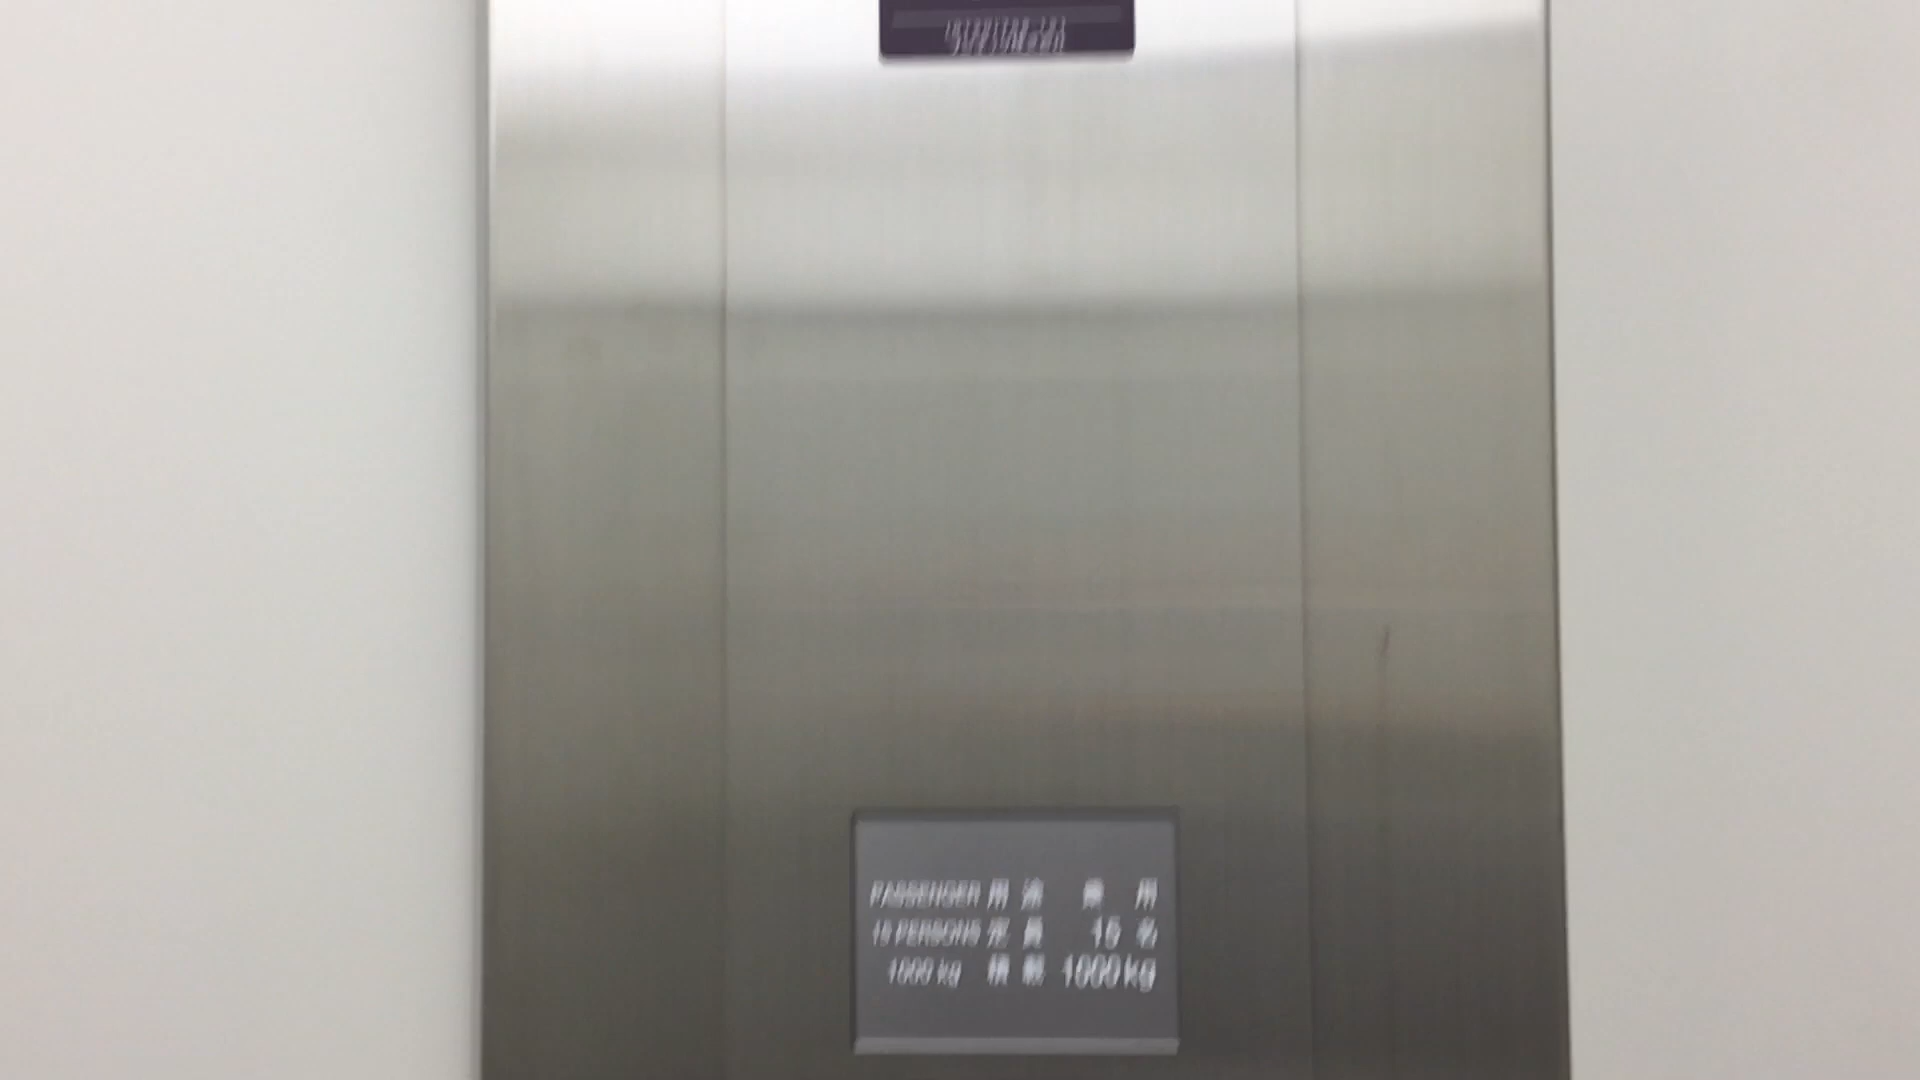 PASSENGER 用 途 乗 用
15 PERSONS 定 員 15 名
1000 kg 積 載 1000 kg